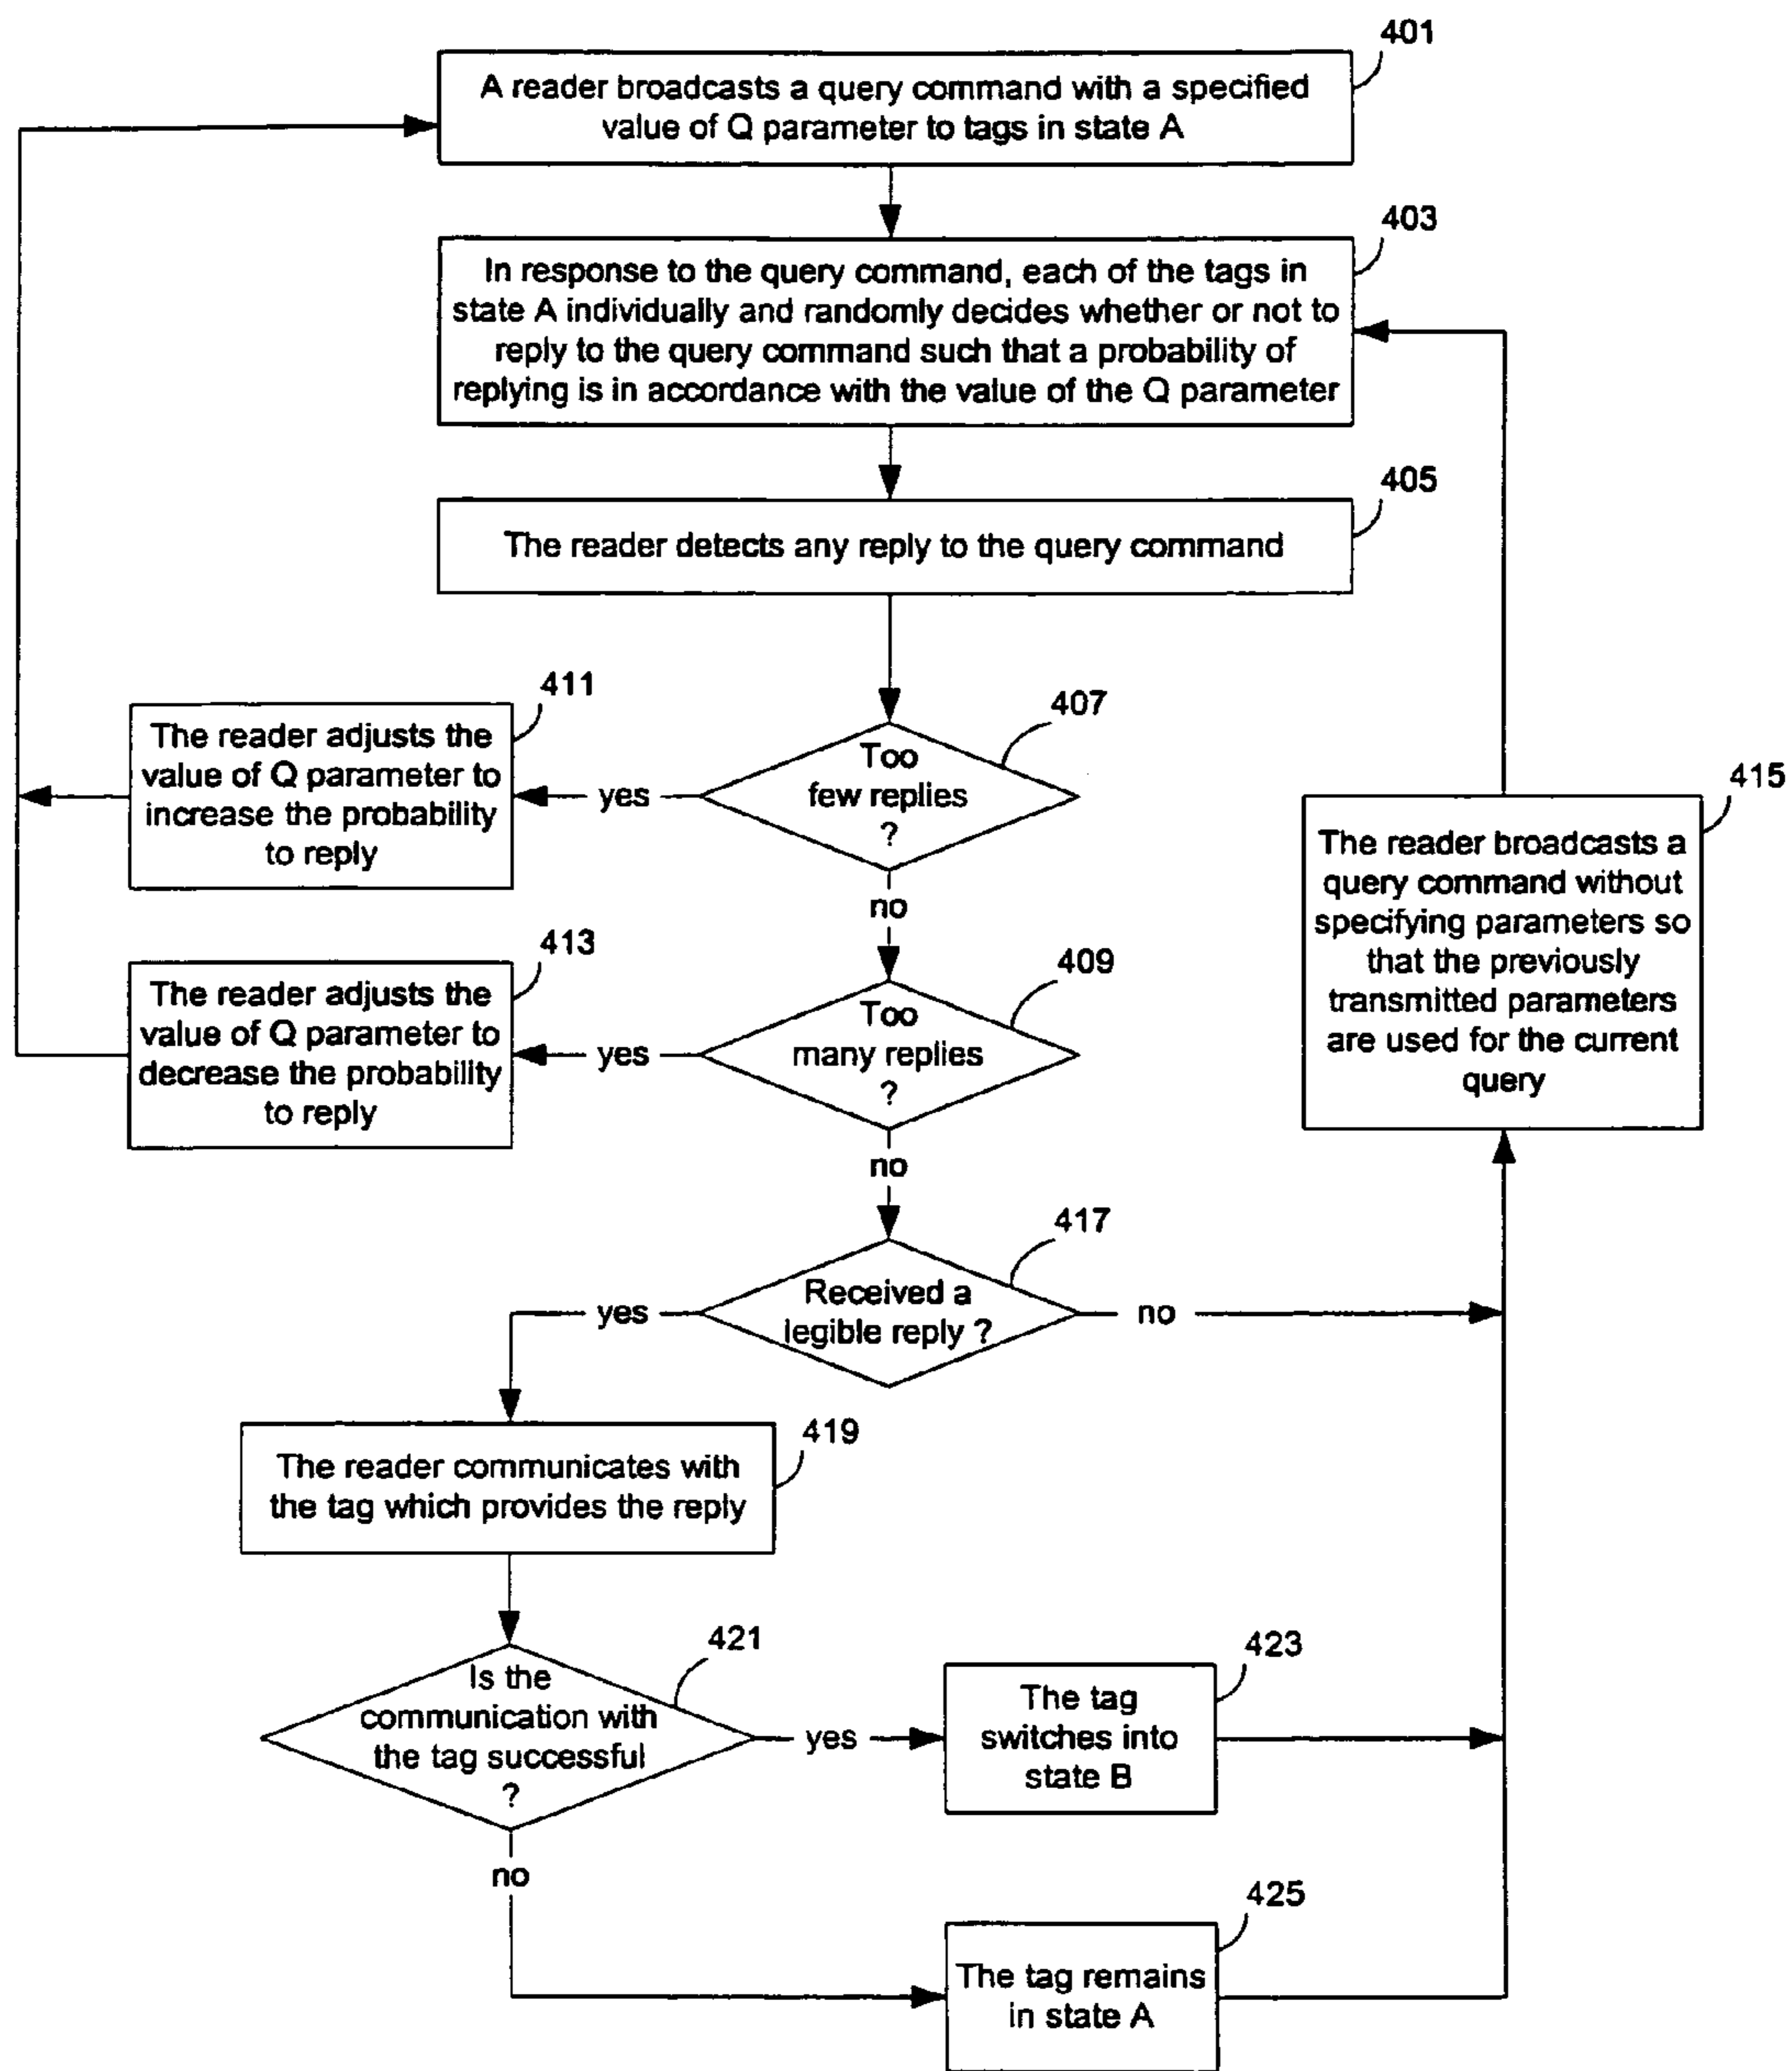 401
A reader broadcasts a query command with a specified
value of Q parameter to tags in state A
403
In response to the query command, each of the tags in
state A individually and randomly decides whether or not to
reply to the query command such that a probability of
replying is in accordance with the value of the Q parameter
405
The reader detects any reply to the query command
411
The reader adjusts the
value of Q parameter to
increase the probability
to reply
yes
407
Too
few replies
?
no
415
The reader broadcasts a
query command without
specifying parameters so
that the previously
transmitted parameters
are used for the current
query
413
The reader adjusts the
value of Q parameter to
decrease the probability
to reply
yes
409
Too
many replies
?
no
417
Received a
legible reply ?
yes
no
419
The reader communicates with
the tag which provides the reply
421
Is the
communication with
the tag successful
?
yes
423
The tag
switches into
state B
no
425
The tag remains
in state A